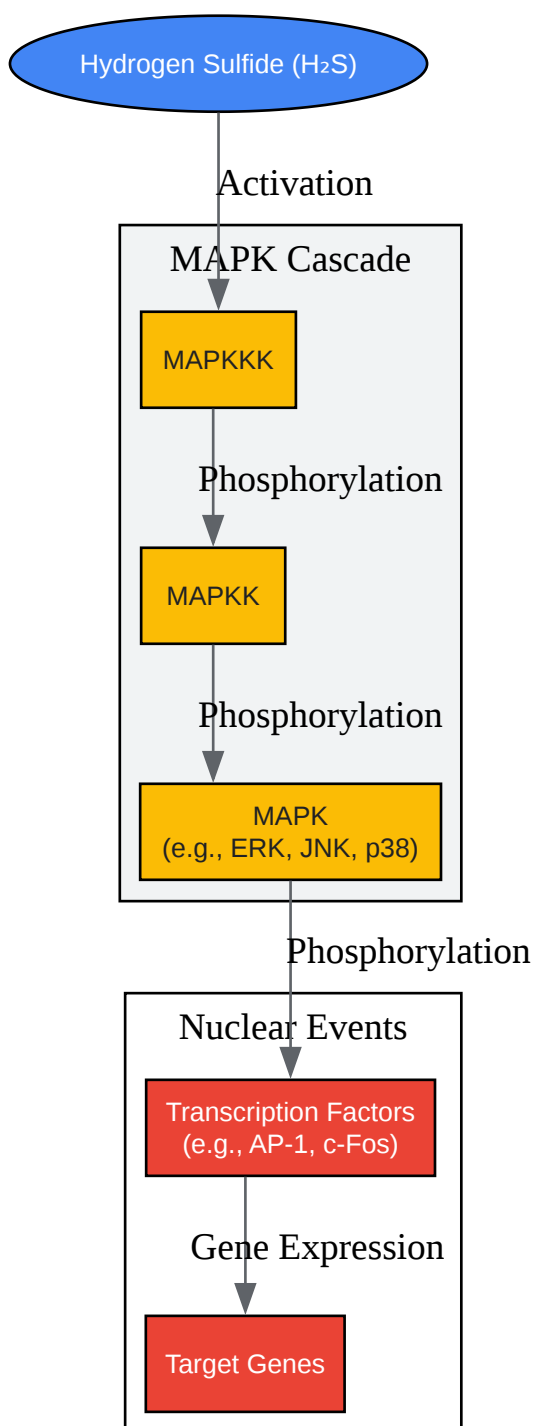 Hydrogen Sulfide (H₂S)
Activation
MAPK Cascade
MAPKKK
Phosphorylation
MAPKK
Phosphorylation
MAPK
(e.g., ERK, JNK, p38)
Phosphorylation
Nuclear Events
Transcription Factors
(e.g., AP-1, c-Fos)
Gene Expression
Target Genes